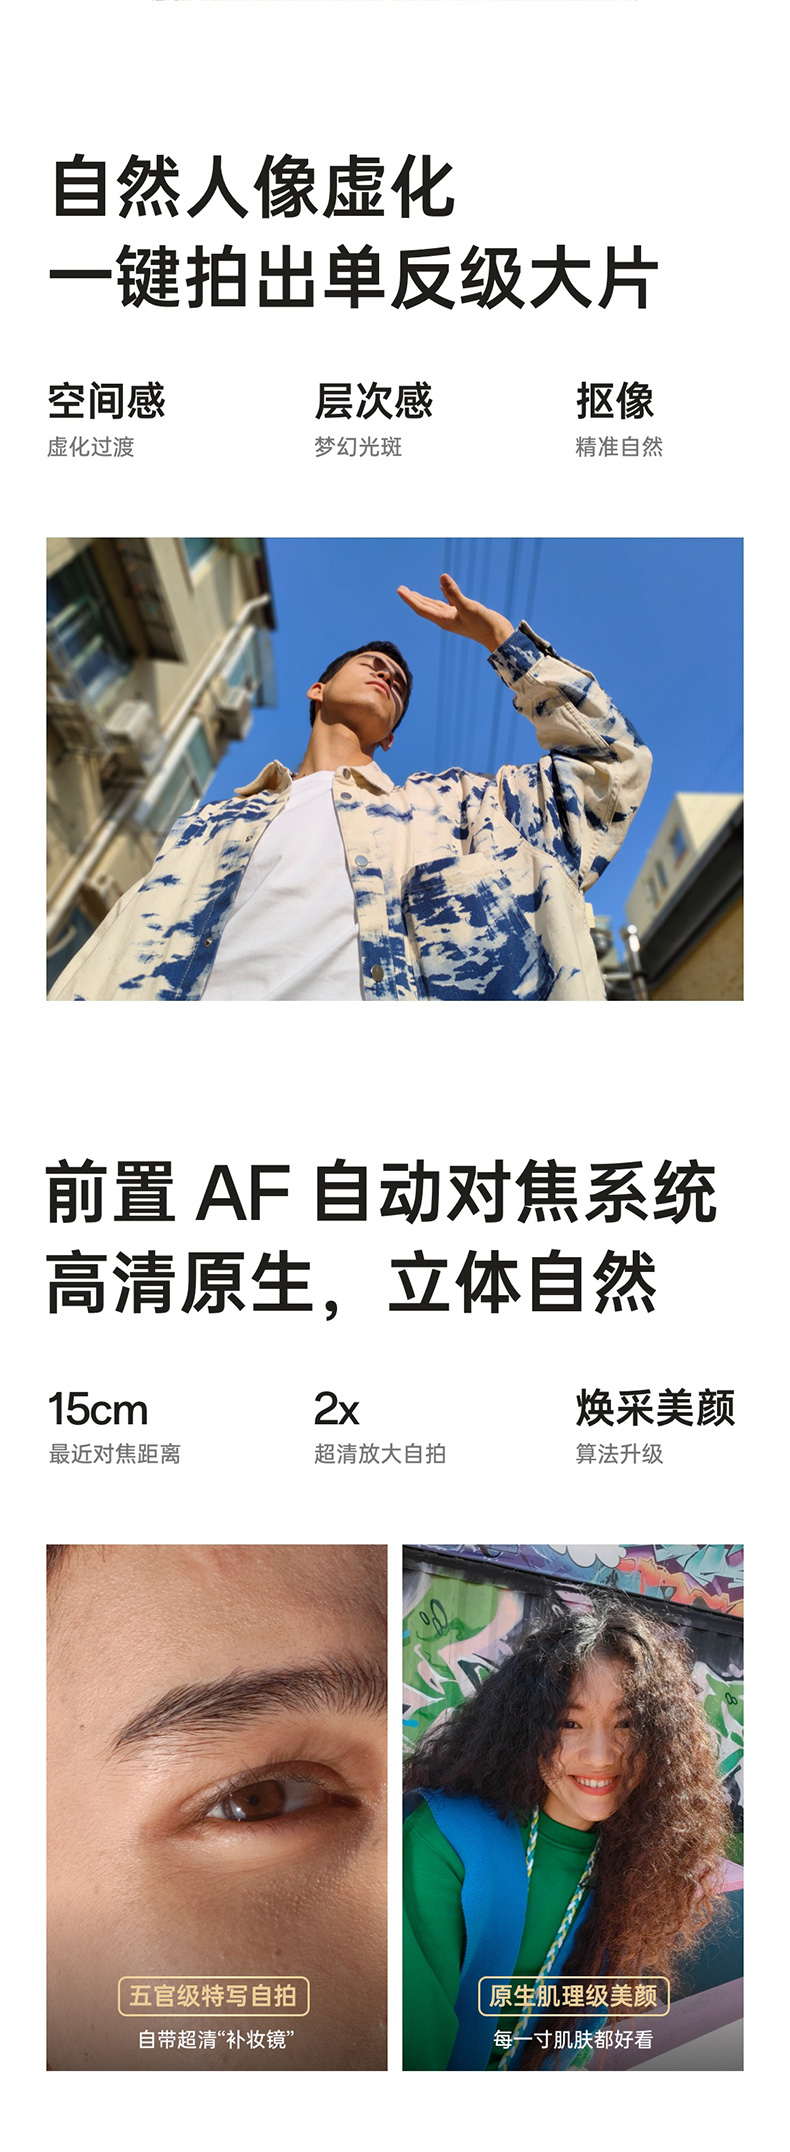 自然人像虚化
一键拍出单反级大片
空间感 层次感 抠像
虚化过渡 梦幻光斑 精准自然
前置 AF 自动对焦系统
高清原生，立体自然
15cm 2x 焕采美颜
最近对焦距离 超清放大自拍 算法升级
五官级特写自拍 原生肌理级美颜
自带超清“补妆镜” 每一寸肌肤都好看